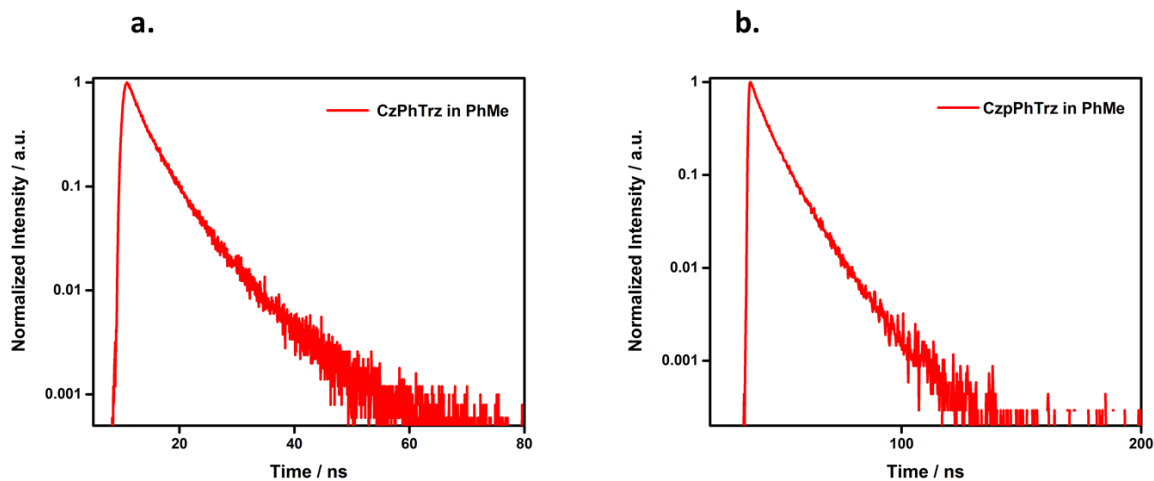 a.
Normalized Intensity / a.u.
1
0.1
0.01
0.001
CzPhTrz in PhMe
20
40
60
80
Time / ns
b.
Normalized Intensity / a.u.
1
0.1
0.01
0.001
CzpPhTrz in PhMe
100
200
Time / ns